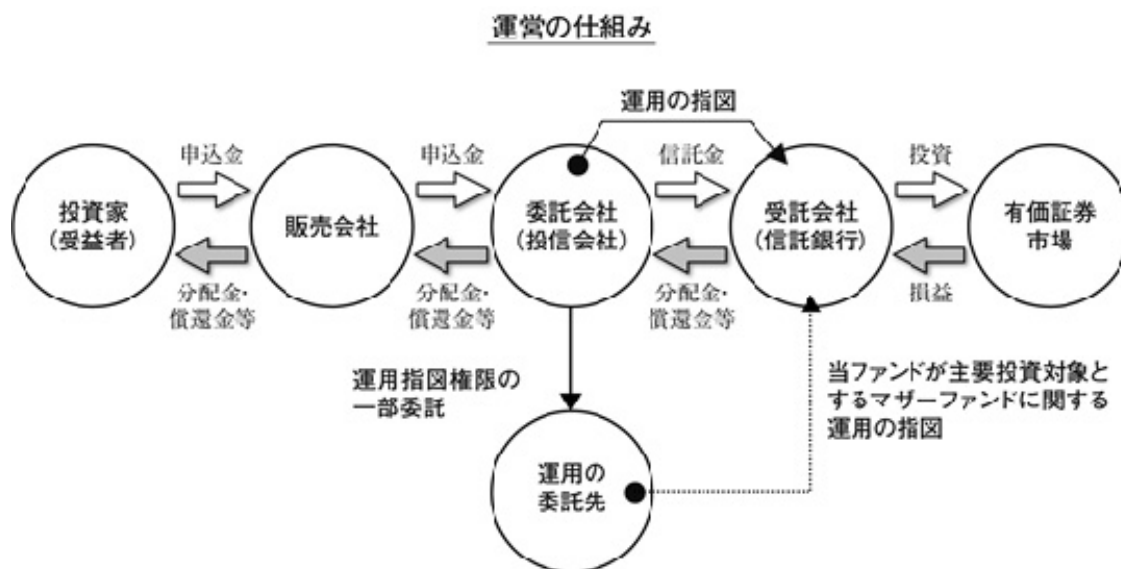 運営の仕組み
運用の指図
申込金
申込金
信託金
投資
投資家
(受益者)
販売会社
委託会社
(投信会社)
受託会社
(信託銀行)
有価証券
市場
分配金・
償還金等
分配金・
償還金等
分配金・
償還金等
損益
運用指図権限の
一部委託
当ファンドが主要投資対象と
するマザーファンドに関する
運用の指図
運用の
委託先